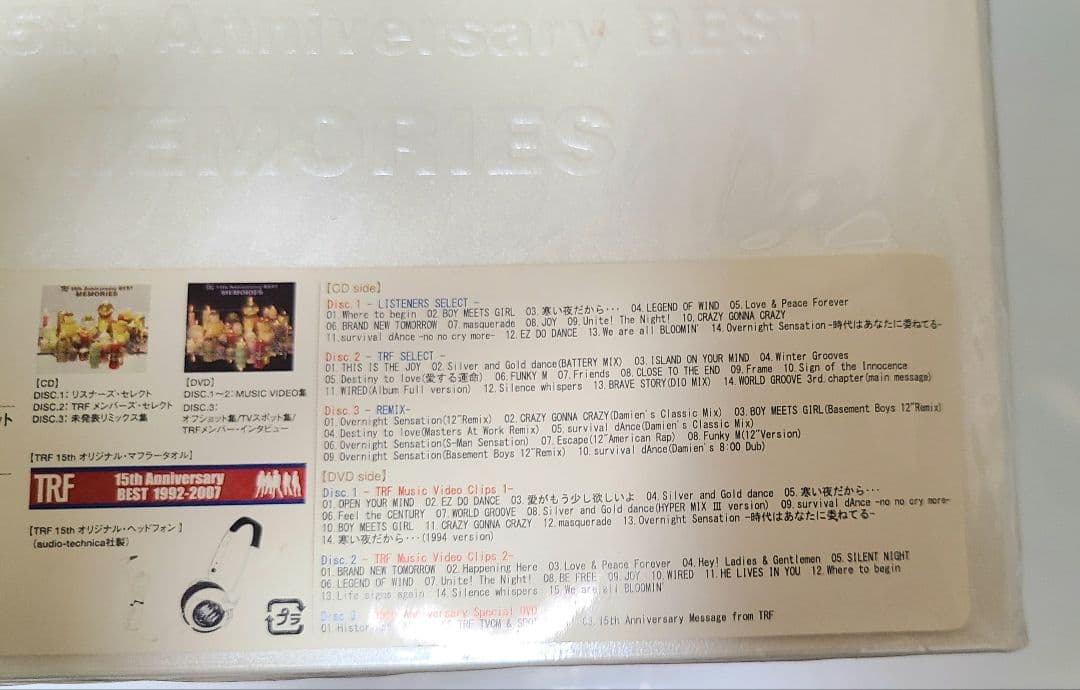 5th Anniversary BEST
MEMORIES
15th Anniversary BEST
MEMORIES
15th Anniversary BEST
MEMORIES
【CD】
DISC.1: リスナーズ・セレクト
DISC.2: TRFメンバーズ・セレクト
DISC.3: 未発表リミックス集
【DVD】
DISC.1~2: MUSIC VIDEO集
DISC.3:
オフショット集/TVスポット集/
TRFメンバー・インタビュー
ット
【TRF 15th オリジナル・マフラータオル】
TRF
15th Anniversary
BEST 1992-2007
【TRF 15th オリジナル・ヘッドフォン】
(audio-technica社製)
プラ
【CD side】
Disc.1 - LISTENERS SELECT -
01.Where to begin 02.BOY MEETS GIRL 03.寒い夜だから… 04.LEGEND OF WIND 05.Love & Peace Forever
06.BRAND NEW TOMORROW 07.masquerade 08.JOY 09.Unite! The Night! 10.CRAZY GONNA CRAZY
11.survival dAnce -no no cry more- 12.EZ DO DANCE 13.We are all BLOOMIN' 14.Overnight Sensation -時代はあなたに委ねてる-
Disc.2 - TRF SELECT -
01.THIS IS THE JOY 02.Silver and Gold dance(BATTERY MIX) 03.ISLAND ON YOUR MIND 04.Winter Grooves
05.Destiny to love(愛する運命) 06.FUNKY M 07.Friends 08.CLOSE TO THE END 09.Frame 10.Sign of the Innocence
11.WIRED(Album Full version) 12.Silence whispers 13.BRAVE STORY(DIO MIX) 14.WORLD GROOVE 3rd.chapter(main message)
Disc.3 - REMIX-
01.Overnight Sensation(12"Remix) 02.CRAZY GONNA CRAZY(Damien's Classic Mix) 03.BOY MEETS GIRL(Basement Boys 12"Remix)
04.Destiny to love(Masters At Work Remix) 05.survival dAnce(Damien's Classic Mix)
06.Overnight Sensation(S-Man Sensation) 07.Escape(12"American Rap) 08.Funky M(12"Version)
09 Overnight Sensation(Basement Boys 12"Remix) 10.survival dAnce(Damien's 8:00 Dub)
【DVD side】
Disc.1 - TRF Music Video Clips 1-
01.OPEN YOUR MIND 02.EZ DO DANCE 03.愛がもう少し欲しいよ 04.Silver and Gold dance 05.寒い夜だから…
06.Feel the CENTURY 07.WORLD GROOVE 08.Silver and Gold dance(HYPER MIX Ⅲ version) 09.survival dAnce -no no cry more-
10.BOY MEETS GIRL 11.CRAZY GONNA CRAZY 12.masquerade 13.Overnight Sensation -時代はあなたに委ねてる-
14.寒い夜だから…(1994 version)
Disc.2 - TRF Music Video Clips 2-
01.BRAND NEW TOMORROW 02.Happening Here 03.Love & Peace Forever 04.Hey! Ladies & Gentlemen 05.SILENT NIGHT
06.LEGEND OF WIND 07.Unite! The Night! 08.BE FREE 09.JOY 10.WIRED 11.HE LIVES IN YOU 12.Where to begin
13.Life signs again 14.Silence whispers 15.We are all BLOOMIN'
Disc 3 15th Anniversary Special DVD
01 Histor TRF TVCM & SPO 03.15th Anniversary Message from TRF